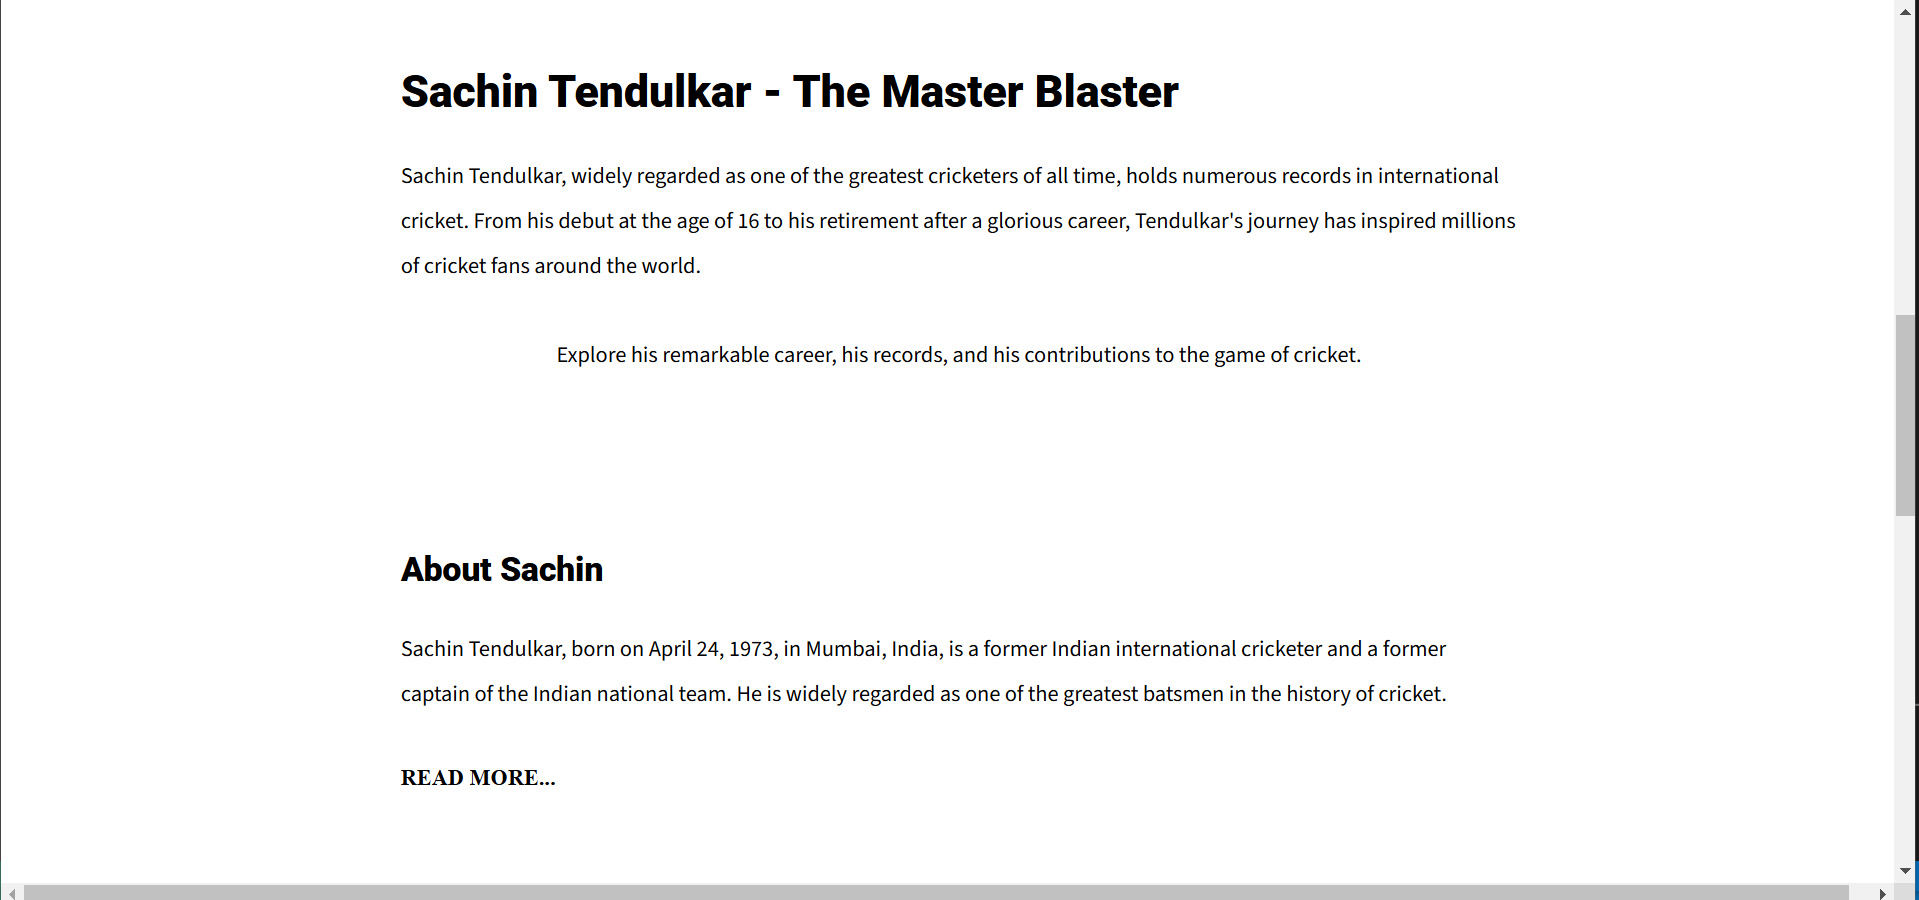 Sachin Tendulkar - The Master Blaster
Sachin Tendulkar, widely regarded as one of the greatest cricketers of all time, holds numerous records in international
cricket. From his debut at the age of 16 to his retirement after a glorious career, Tendulkar's journey has inspired millions
of cricket fans around the world.
Explore his remarkable career, his records, and his contributions to the game of cricket.
About Sachin
Sachin Tendulkar, born on April 24, 1973, in Mumbai, India, is a former Indian international cricketer and a former
captain of the Indian national team. He is widely regarded as one of the greatest batsmen in the history of cricket.
READ MORE...